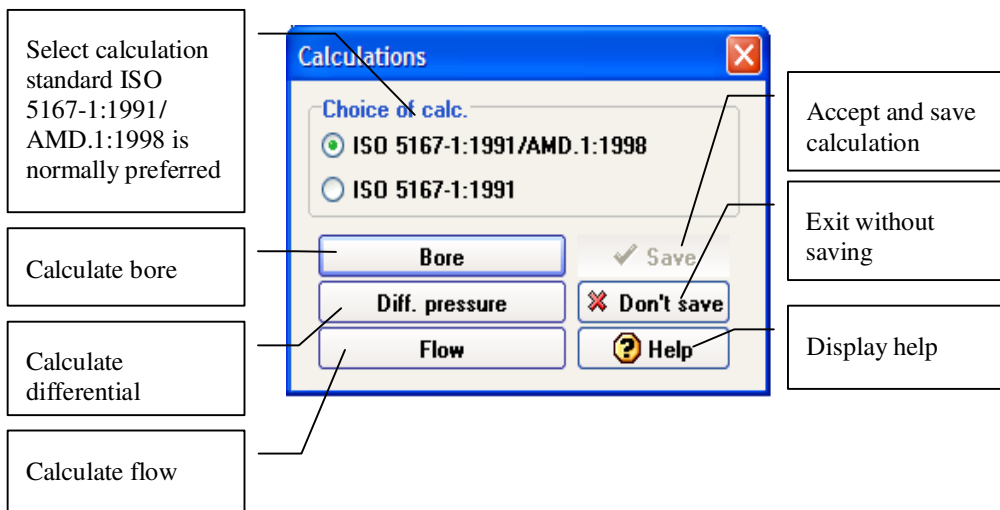 Select calculation
standard ISO
5167-1:1991/
AMD.1:1998 is
normally preferred
Calculate bore
Calculate
differential
Calculate flow
Calculations
Choice of calc.
ISO 5167-1:1991/AMD.1:1998
ISO 5167-1:1991
Bore
Save
Diff. pressure
Don't save
Flow
Help
Accept and save
calculation
Exit without
saving
Display help